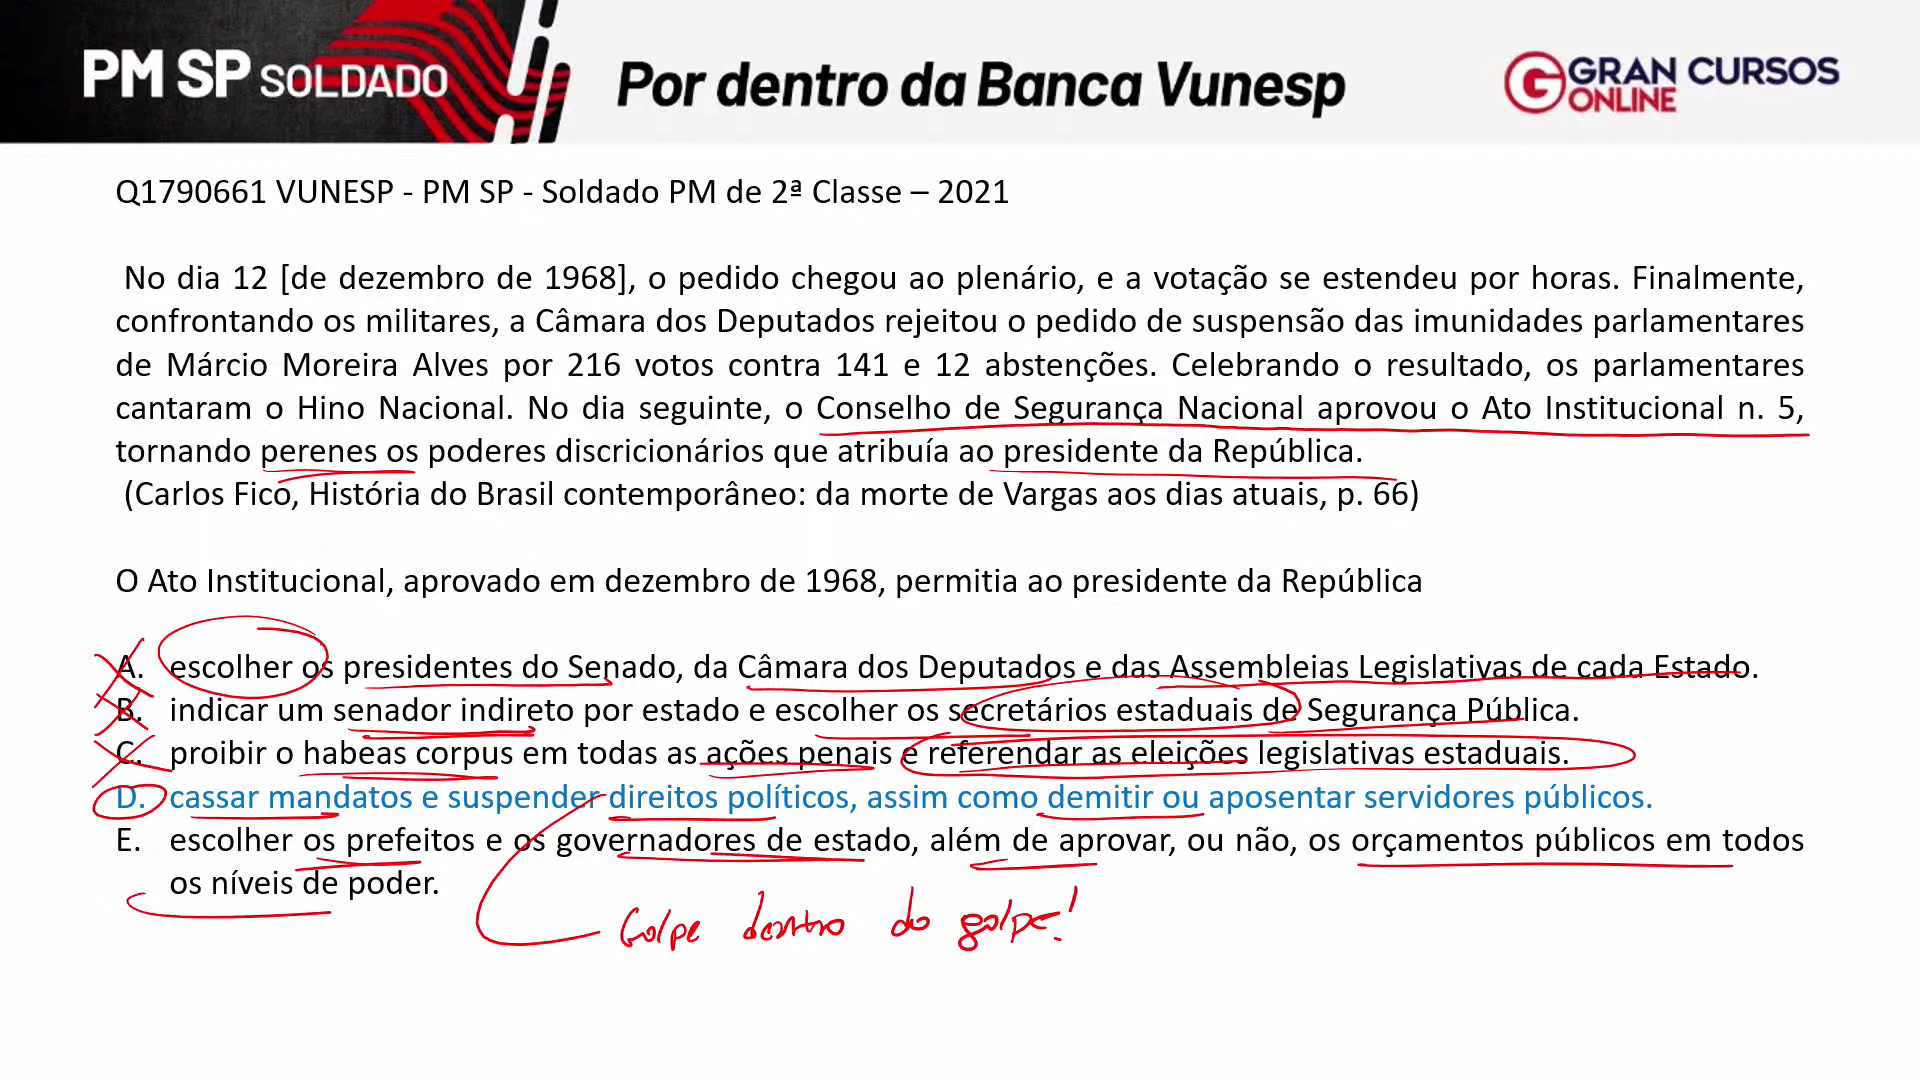 PM SP SOLDADO
Por dentro da Banca Vunesp
GRAN CURSOS
ONLINE
Q1790661 VUNESP - PM SP - Soldado PM de 2ª Classe – 2021
No dia 12 [de dezembro de 1968], o pedido chegou ao plenário, e a votação se estendeu por horas. Finalmente,
confrontando os militares, a Câmara dos Deputados rejeitou o pedido de suspensão das imunidades parlamentares
de Márcio Moreira Alves por 216 votos contra 141 e 12 abstenções. Celebrando o resultado, os parlamentares
cantaram o Hino Nacional. No dia seguinte, o Conselho de Segurança Nacional aprovou o Ato Institucional n. 5,
tornando perenes os poderes discricionários que atribuía ao presidente da República.
(Carlos Fico, História do Brasil contemporâneo: da morte de Vargas aos dias atuais, p. 66)
O Ato Institucional, aprovado em dezembro de 1968, permitia ao presidente da República
A. escolher os presidentes do Senado, da Câmara dos Deputados e das Assembleias Legislativas de cada Estado.
B. indicar um senador indireto por estado e escolher os secretários estaduais de Segurança Pública.
C. proibir o habeas corpus em todas as ações penais e referendar as eleições legislativas estaduais.
D. cassar mandatos e suspender direitos políticos, assim como demitir ou aposentar servidores públicos.
E. escolher os prefeitos e os governadores de estado, além de aprovar, ou não, os orçamentos públicos em todos
os níveis de poder.
Golpe dentro do golpe!